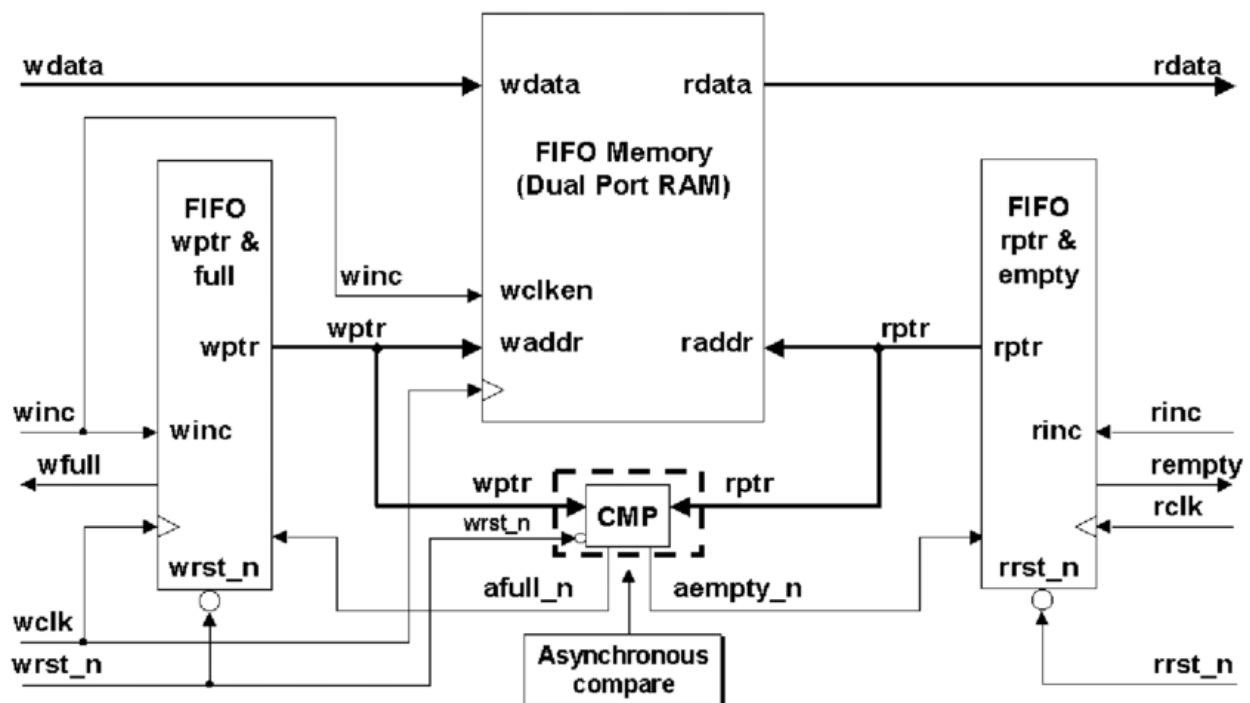 wdata
rdata
wdata
rdata
FIFO Memory
(Dual Port RAM)
FIFO
wptr &
full
FIFO
rptr &
empty
winc
wclken
wptr
wptr
waddr
raddr
rptr
rptr
winc
winc
rinc
rinc
wfull
rempty
wptr
rptr
CMP
wrst_n
rclk
wrst_n
rrst_n
afull_n
aempty_n
wclk
Asynchronous
compare
wrst_n
rrst_n